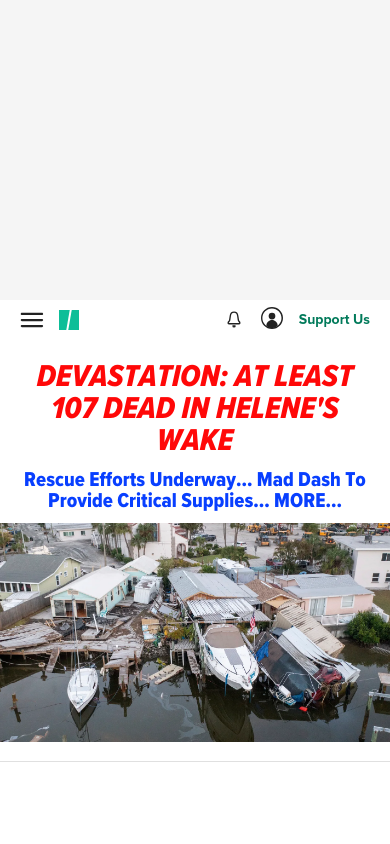 Support Us
DEVASTATION: AT LEAST
107 DEAD IN HELENE'S
WAKE
Rescue Efforts Underway... Mad Dash To
Provide Critical Supplies... MORE...